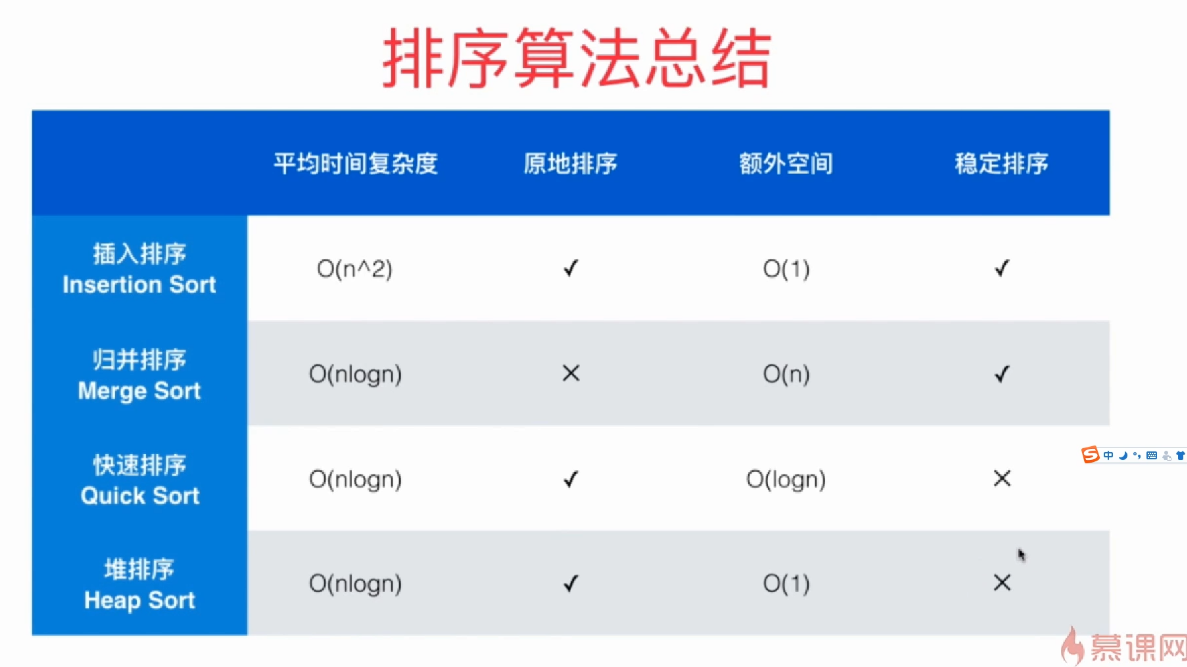 排序算法总结
平均时间复杂度 原地排序 额外空间 稳定排序
插入排序
Insertion Sort
O(n^2) ✓ O(1) ✓
归并排序
Merge Sort
O(nlogn) ✕ O(n) ✓
快速排序
Quick Sort
O(nlogn) ✓ O(logn) ✕
中
堆排序
Heap Sort
O(nlogn) ✓ O(1) ✕
慕课网